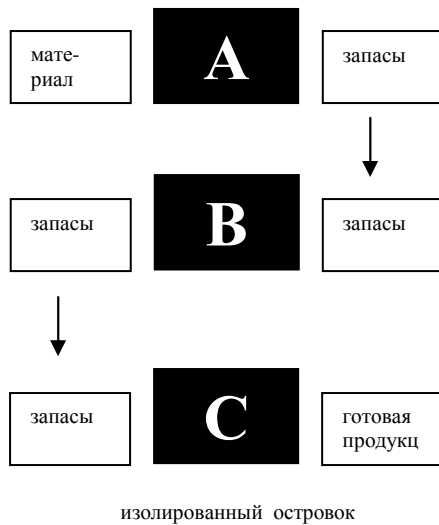 мате-
риал
A
запасы
запасы
B
запасы
запасы
C
готовая
продукц
изолированный островок